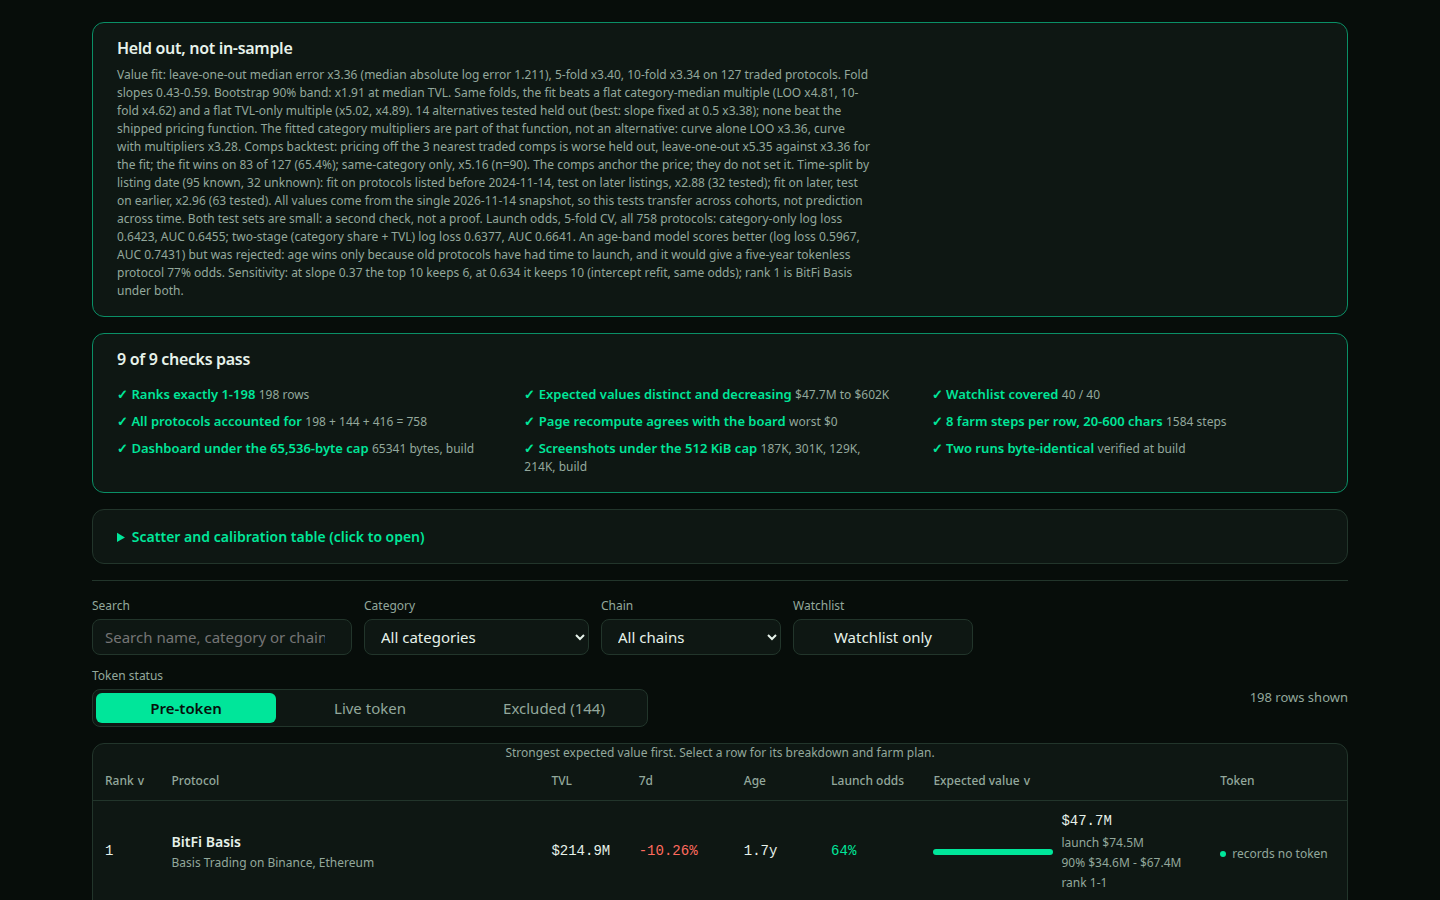 Held out, not in-sample
Value fit: leave-one-out median error x3.36 (median absolute log error 1.211), 5-fold x3.40, 10-fold x3.34 on 127 traded protocols. Fold
slopes 0.43-0.59. Bootstrap 90% band: x1.91 at median TVL. Same folds, the fit beats a flat category-median multiple (LOO x4.81, 10-
fold x4.62) and a flat TVL-only multiple (x5.02, x4.89). 14 alternatives tested held out (best: slope fixed at 0.5 x3.38); none beat the
shipped pricing function. The fitted category multipliers are part of that function, not an alternative: curve alone LOO x3.36, curve
with multipliers x3.28. Comps backtest: pricing off the 3 nearest traded comps is worse held out, leave-one-out x5.35 against x3.36 for
the fit; the fit wins on 83 of 127 (65.4%); same-category only, x5.16 (n=90). The comps anchor the price; they do not set it. Time-split by
listing date (95 known, 32 unknown): fit on protocols listed before 2024-11-14, test on later listings, x2.88 (32 tested); fit on later, test
on earlier, x2.96 (63 tested). All values come from the single 2026-11-14 snapshot, so this tests transfer across cohorts, not prediction
across time. Both test sets are small: a second check, not a proof. Launch odds, 5-fold CV, all 758 protocols: category-only log loss
0.6423, AUC 0.6455; two-stage (category share + TVL) log loss 0.6377, AUC 0.6641. An age-band model scores better (log loss 0.5967,
AUC 0.7431) but was rejected: age wins only because old protocols have had time to launch, and it would give a five-year tokenless
protocol 77% odds. Sensitivity: at slope 0.37 the top 10 keeps 6, at 0.634 it keeps 10 (intercept refit, same odds); rank 1 is BitFi Basis
under both.
9 of 9 checks pass
✓ Ranks exactly 1-198 198 rows
✓ Expected values distinct and decreasing $47.7M to $602K
✓ Watchlist covered 40 / 40
✓ All protocols accounted for 198 + 144 + 416 = 758
✓ Page recompute agrees with the board worst $0
✓ 8 farm steps per row, 20-600 chars 1584 steps
✓ Dashboard under the 65,536-byte cap 65341 bytes, build
✓ Screenshots under the 512 KiB cap 187K, 301K, 129K,
214K, build
✓ Two runs byte-identical verified at build
▶ Scatter and calibration table (click to open)
Search
Category
Chain
Watchlist
Search name, category or chain
All categories
All chains
Watchlist only
Token status
Pre-token
Live token
Excluded (144)
198 rows shown
Strongest expected value first. Select a row for its breakdown and farm plan.
Rank v
Protocol
TVL
7d
Age
Launch odds
Expected value v
Token
1
BitFi Basis
Basis Trading on Binance, Ethereum
$214.9M
-10.26%
1.7y
64%
$47.7M
launch $74.5M
90% $34.6M - $67.4M
rank 1-1
records no token